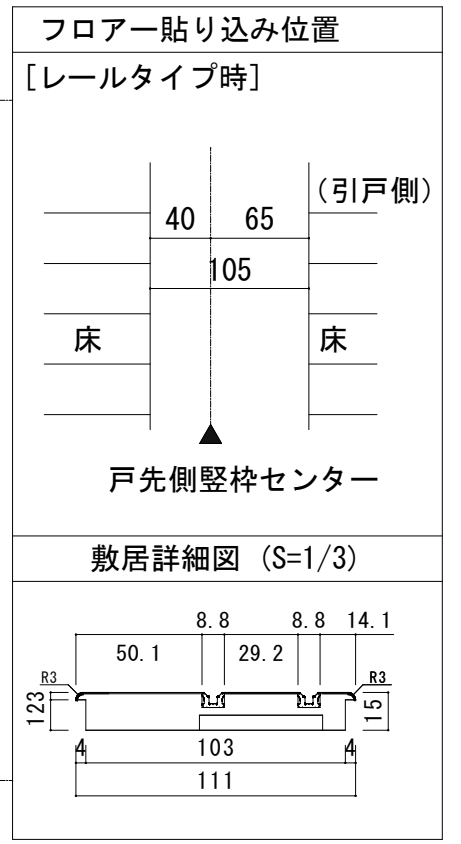 フロアー貼り込み位置
[レールタイプ時]
(引戸側)
40 65
105
床 床
戸先側竪枠センター
敷居詳細図 (S=1/3)
8.8 8.8 14.1
50.1 29.2
R3 R3
123 15
4 103 4
111